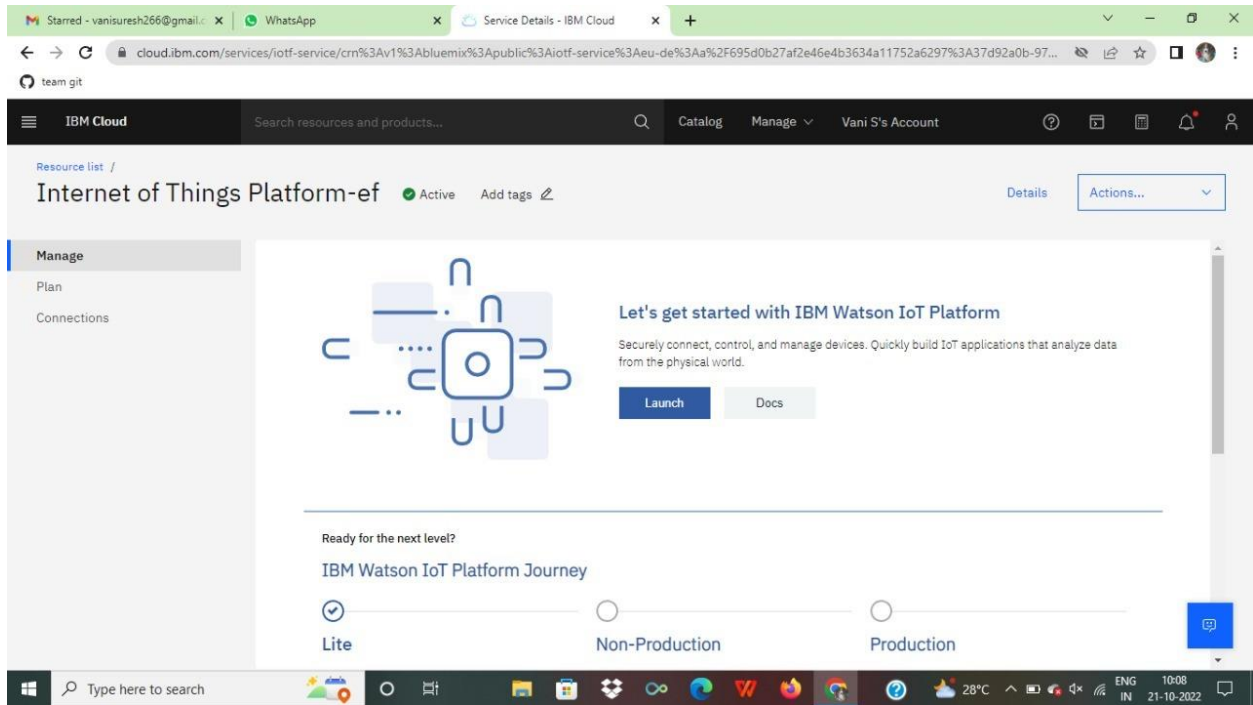 Starred - vanisuresh266@gmail.c
WhatsApp
Service Details - IBM Cloud
cloud.ibm.com/services/iotf-service/crn%3Av1%3Abluemix%3Apublic%3Aiotf-service%3Aeu-de%3Aa%2F695d0b27af2e46e4b3634a11752a6297%3A37d92a0b-97...
team git
IBM Cloud
Search resources and products...
Catalog
Manage
Vani S's Account
Resource list /
Internet of Things Platform-ef
Active
Add tags
Details
Actions...
Manage
Plan
Connections
Let's get started with IBM Watson IoT Platform
Securely connect, control, and manage devices. Quickly build IoT applications that analyze data
from the physical world.
Launch
Docs
Ready for the next level?
IBM Watson IoT Platform Journey
Lite
Non-Production
Production
Type here to search
28°C
ENG
IN
10:08
21-10-2022